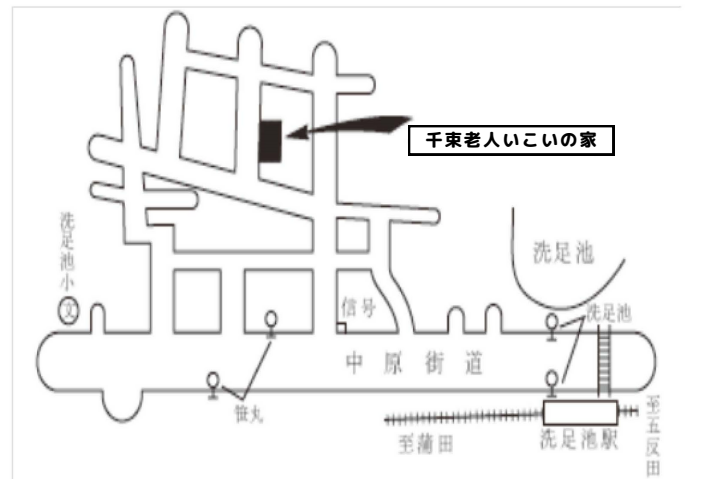 千束老人いこいの家
洗足池小
文
洗足池
信号
洗足池
中原街道
笹丸
至蒲田
洗足池駅
至五反田